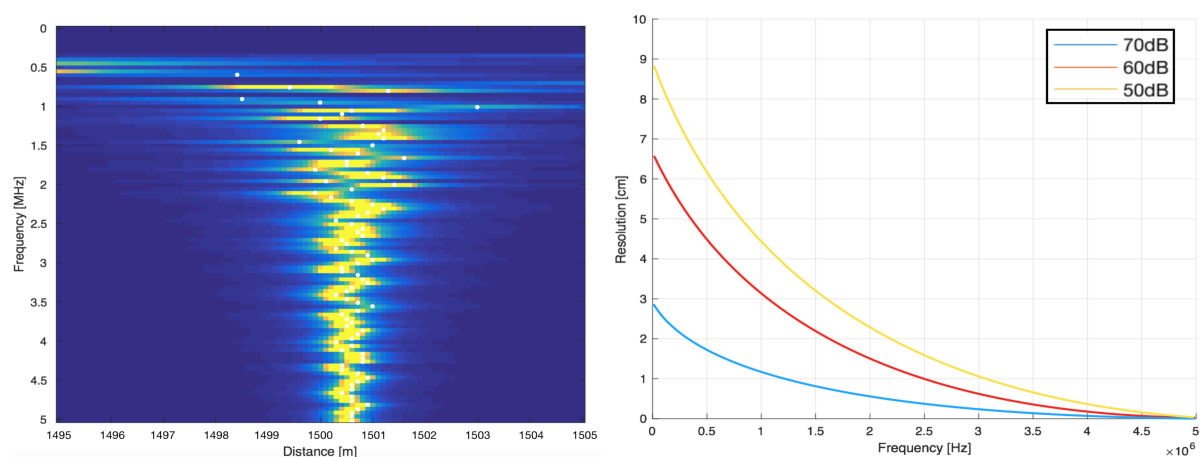 0
0.5
1
1.5
2
2.5
3
3.5
4
4.5
5
Frequency [MHz]
1495 1496 1497 1498 1499 1500 1501 1502 1503 1504 1505
Distance [m]
10
9
8
7
6
5
4
3
2
1
0
Resolution [cm]
0 0.5 1 1.5 2 2.5 3 3.5 4 4.5 5
Frequency [Hz]
×10⁶
70dB
60dB
50dB